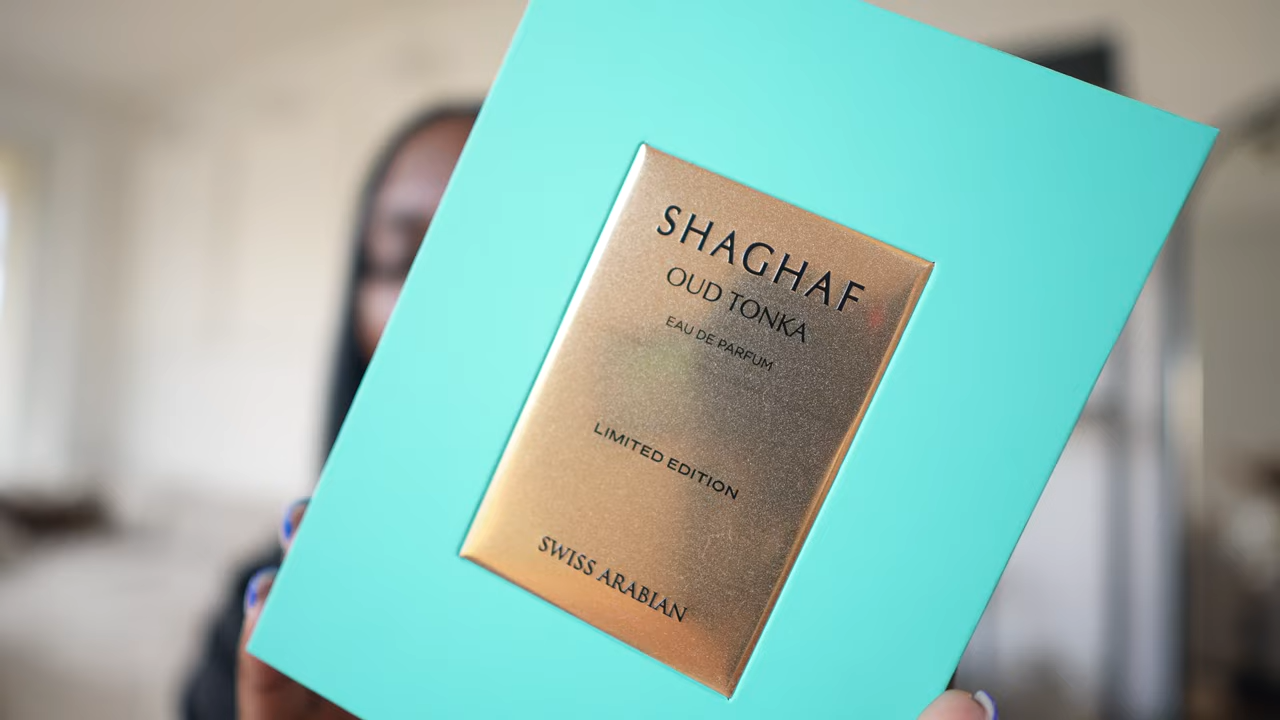 SHAGHAF
OUD TONKA
EAU DE PARFUM
LIMITED EDITION
SWISS ARABIAN